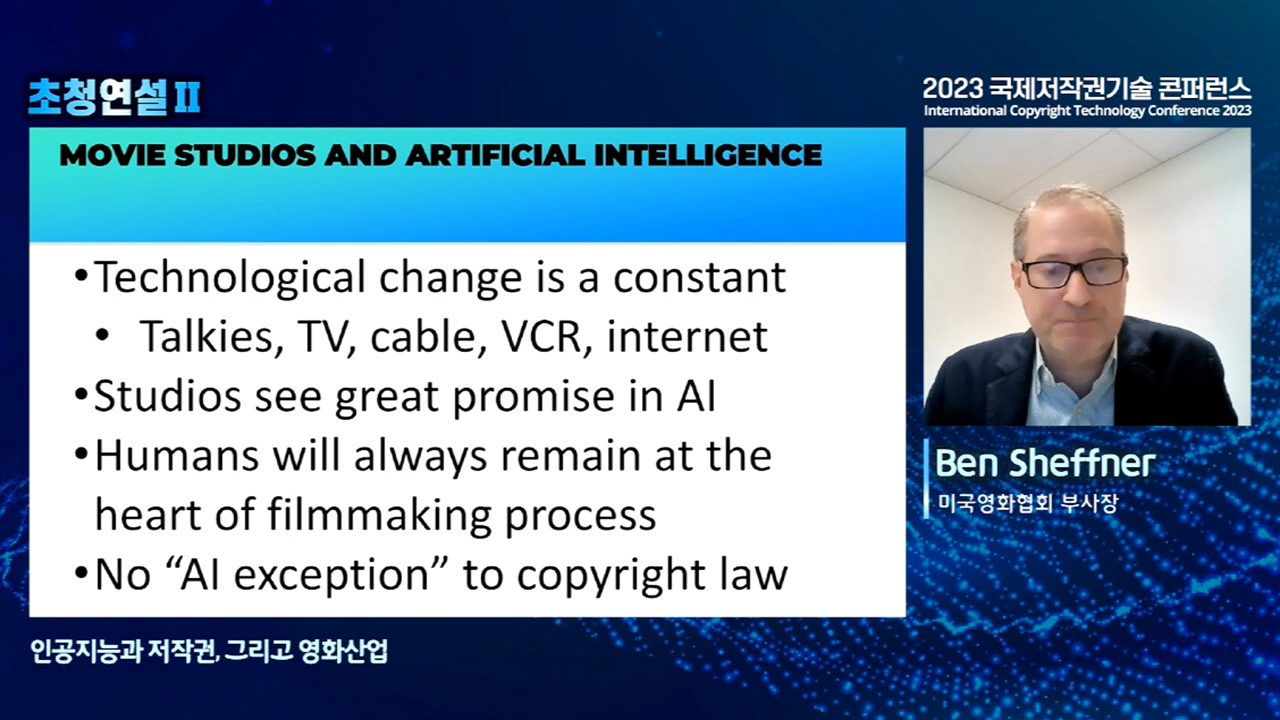 초청연설 II
2023 국제저작권기술 콘퍼런스
International Copyright Technology Conference 2023
MOVIE STUDIOS AND ARTIFICIAL INTELLIGENCE
•Technological change is a constant
• Talkies, TV, cable, VCR, internet
•Studios see great promise in AI
•Humans will always remain at the
heart of filmmaking process
•No “AI exception” to copyright law
Ben Sheffner
미국영화협회 부사장
인공지능과 저작권, 그리고 영화산업